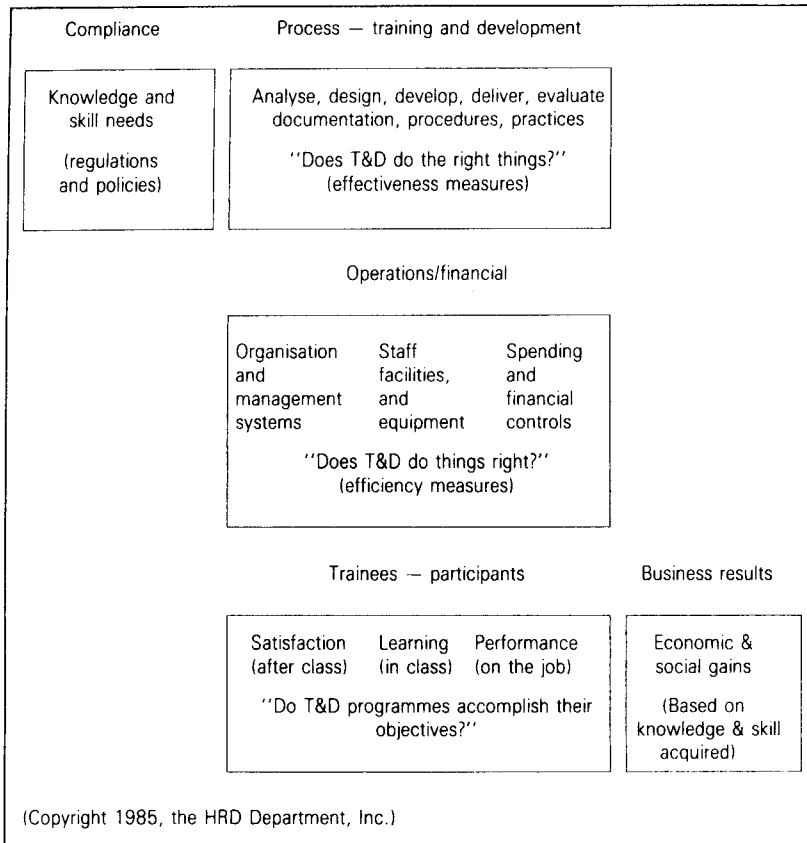 Compliance
Process — training and development
Knowledge and
skill needs
(regulations
and policies)
Analyse, design, develop, deliver, evaluate
documentation, procedures, practices
''Does T&D do the right things?''
(effectiveness measures)
Operations/financial
Organisation
and
management
systems
Staff
facilities,
and
equipment
Spending
and
financial
controls
''Does T&D do things right?''
(efficiency measures)
Trainees — participants
Business results
Satisfaction
(after class)
Learning
(in class)
Performance
(on the job)
''Do T&D programmes accomplish their
objectives?''
Economic &
social gains
(Based on
knowledge & skill
acquired)
(Copyright 1985, the HRD Department, Inc.)